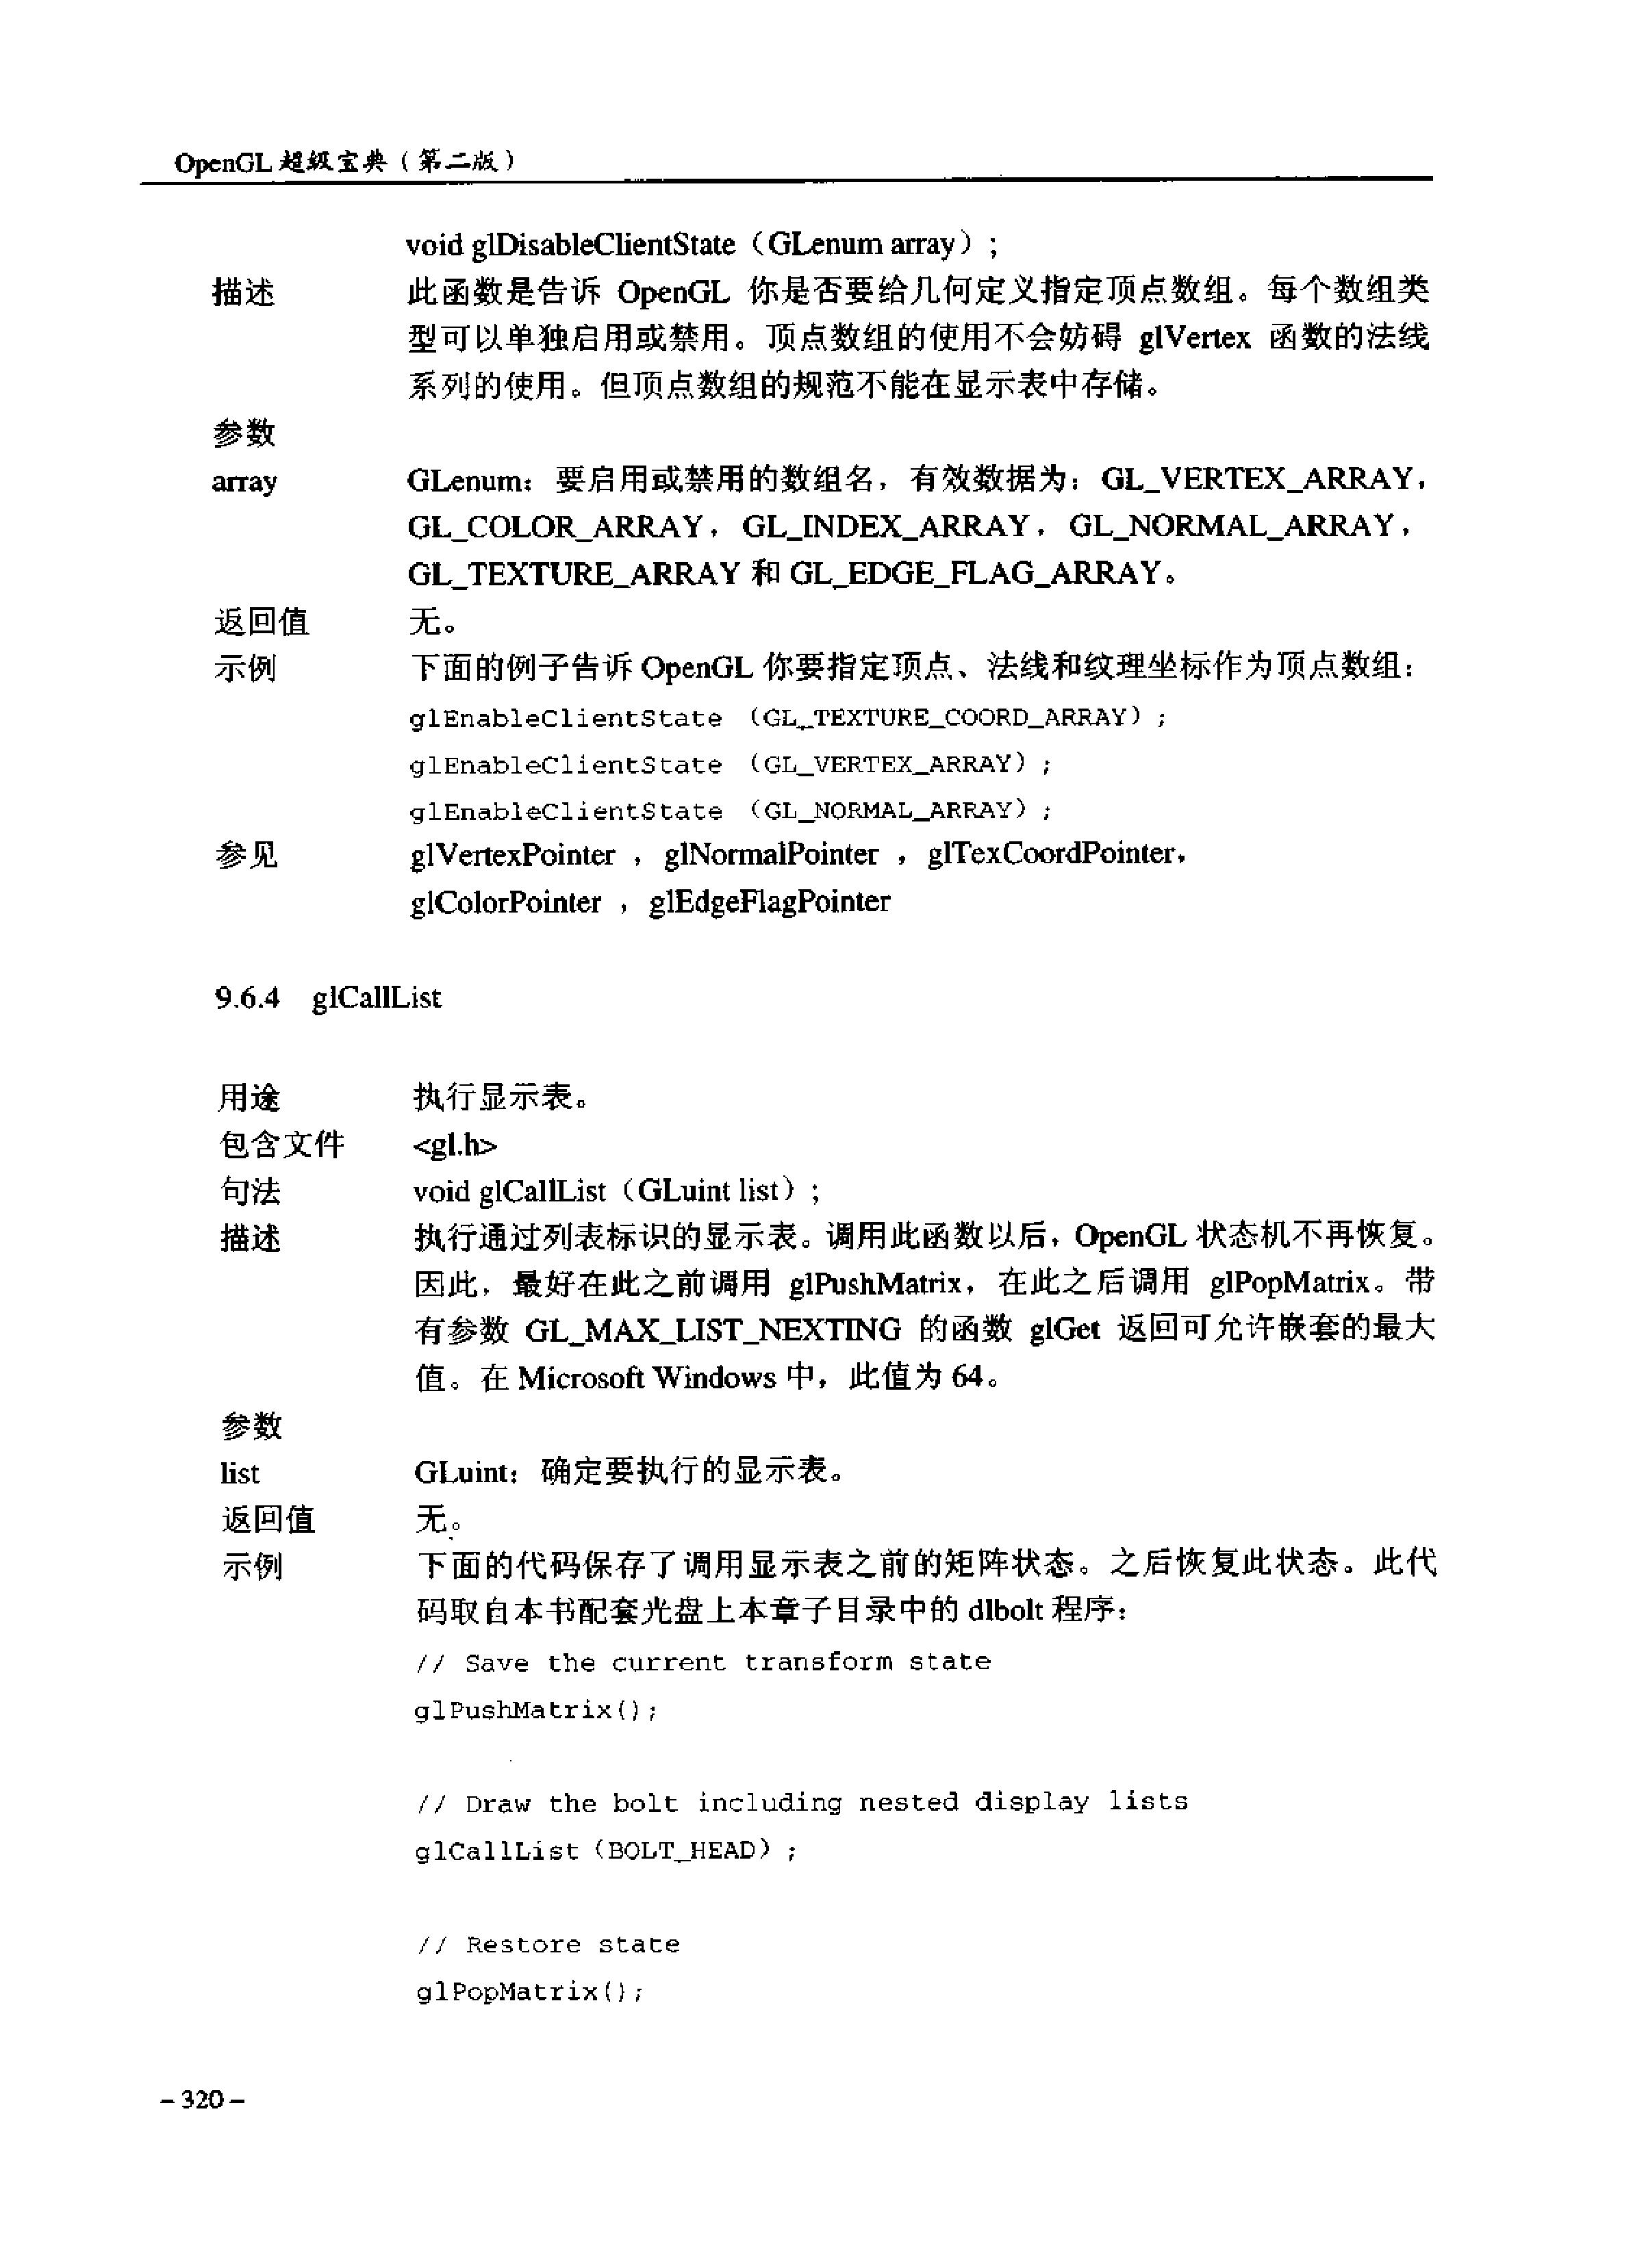 OpenGL 超级宝典（第二版）
void glDisableClientState（GLenum array）;
描述 此函数是告诉 OpenGL 你是否要给几何定义指定顶点数组。每个数组类
型可以单独启用或禁用。顶点数组的使用不会妨碍 glVertex 函数的法线
系列的使用。但顶点数组的规范不能在显示表中存储。
参数
array GLenum：要启用或禁用的数组名，有效数据为：GL_VERTEX_ARRAY，
GL_COLOR_ARRAY，GL_INDEX_ARRAY，GL_NORMAL_ARRAY，
GL_TEXTURE_ARRAY 和 GL_EDGE_FLAG_ARRAY。
返回值 无。
示例 下面的例子告诉 OpenGL 你要指定顶点、法线和纹理坐标作为顶点数组：
glEnableClientState （GL_TEXTURE_COORD_ARRAY）;
glEnableClientState （GL_VERTEX_ARRAY）;
glEnableClientState （GL_NORMAL_ARRAY）;
参见 glVertexPointer ，glNormalPointer ，glTexCoordPointer，
glColorPointer ，glEdgeFlagPointer
9.6.4 glCallList
用途 执行显示表。
包含文件 <gl.h>
句法 void glCallList（GLuint list）;
描述 执行通过列表标识的显示表。调用此函数以后，OpenGL 状态机不再恢复。
因此，最好在此之前调用 glPushMatrix，在此之后调用 glPopMatrix。带
有参数 GL_MAX_LIST_NEXTING 的函数 glGet 返回可允许嵌套的最大
值。在 Microsoft Windows 中，此值为 64。
参数
list GLuint：确定要执行的显示表。
返回值 无。
示例 下面的代码保存了调用显示表之前的矩阵状态。之后恢复此状态。此代
码取自本书配套光盘上本章子目录中的 dlbolt 程序：
// Save the current transform state
glPushMatrix();
// Draw the bolt including nested display lists
glCallList（BOLT_HEAD）;
// Restore state
glPopMatrix();
– 320 –